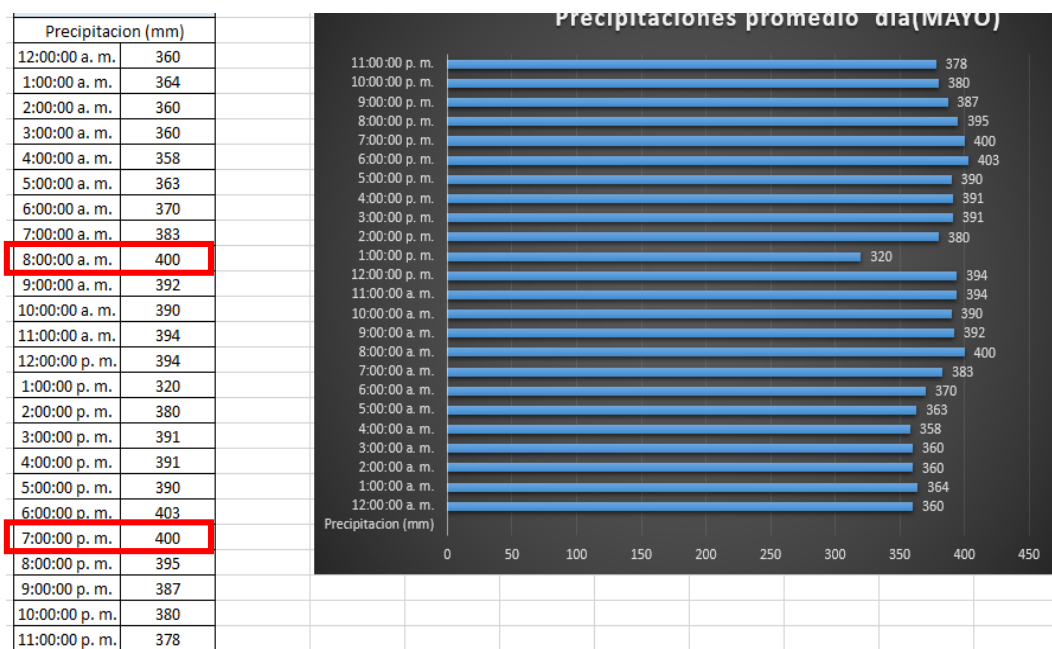 Precipitacion (mm)
12:00:00 a. m. 360
1:00:00 a. m. 364
2:00:00 a. m. 360
3:00:00 a. m. 360
4:00:00 a. m. 358
5:00:00 a. m. 363
6:00:00 a. m. 370
7:00:00 a. m. 383
8:00:00 a. m. 400
9:00:00 a. m. 392
10:00:00 a. m. 390
11:00:00 a. m. 394
12:00:00 p. m. 394
1:00:00 p. m. 320
2:00:00 p. m. 380
3:00:00 p. m. 391
4:00:00 p. m. 391
5:00:00 p. m. 390
6:00:00 p. m. 403
7:00:00 p. m. 400
8:00:00 p. m. 395
9:00:00 p. m. 387
10:00:00 p. m. 380
11:00:00 p. m. 378
Precipitaciones promedio dia(MAYO)
11:00:00 p. m. 378
10:00:00 p. m. 380
9:00:00 p. m. 387
8:00:00 p. m. 395
7:00:00 p. m. 400
6:00:00 p. m. 403
5:00:00 p. m. 390
4:00:00 p. m. 391
3:00:00 p. m. 391
2:00:00 p. m. 380
1:00:00 p. m. 320
12:00:00 p. m. 394
11:00:00 a. m. 394
10:00:00 a. m. 390
9:00:00 a. m. 392
8:00:00 a. m. 400
7:00:00 a. m. 383
6:00:00 a. m. 370
5:00:00 a. m. 363
4:00:00 a. m. 358
3:00:00 a. m. 360
2:00:00 a. m. 360
1:00:00 a. m. 364
12:00:00 a. m. 360
Precipitacion (mm)
0 50 100 150 200 250 300 350 400 450